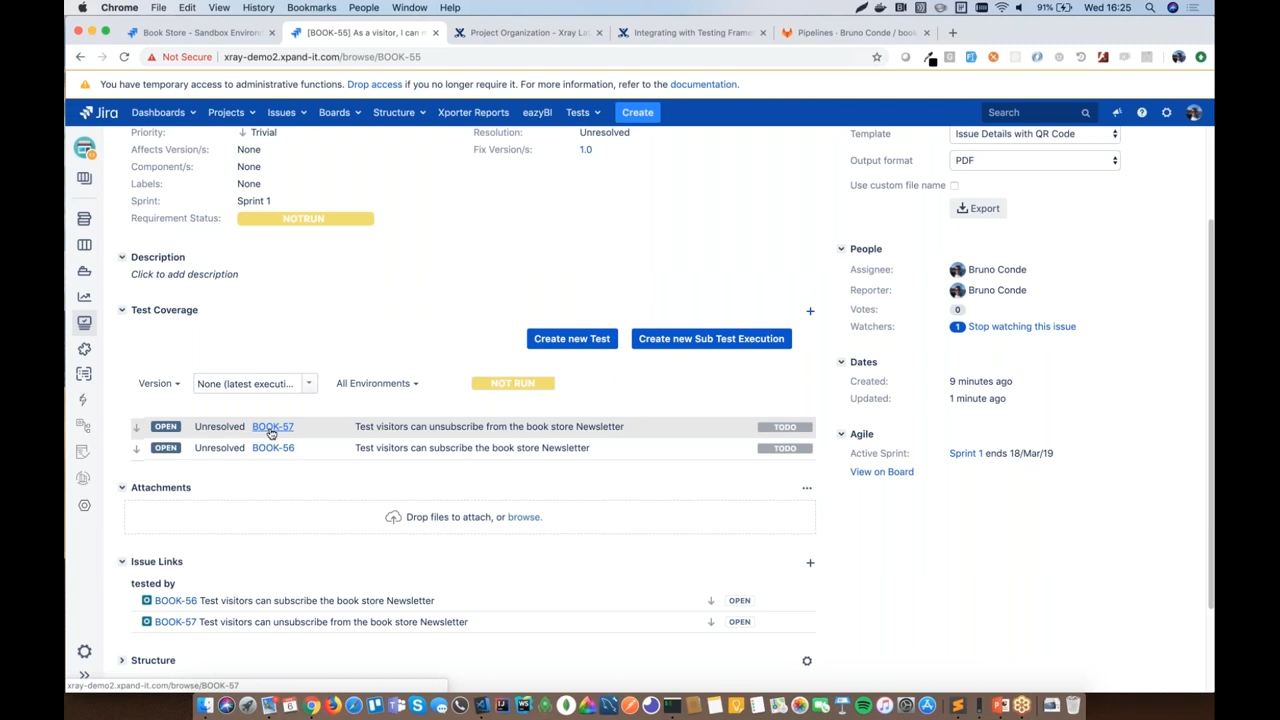 Chrome File Edit View History Bookmarks People Window Help 91% Wed 16:25
Book Store - Sandbox Environ × [BOOK-55] As a visitor, I can r × Project Organization - Xray La × Integrating with Testing Frame × Pipelines · Bruno Conde / book × +
Not Secure | xray-demo2.xpand-it.com/browse/BOOK-55
You have temporary access to administrative functions. Drop access if you no longer require it. For more information, refer to the documentation.
Jira Dashboards Projects Issues Boards Structure Xporter Reports eazyBI Tests Create Search
Priority: Trivial Resolution: Unresolved
Affects Version/s: None Fix Version/s: 1.0
Component/s: None
Labels: None
Sprint: Sprint 1
Requirement Status: NOTRUN
Template Issue Details with QR Code
Output format PDF
Use custom file name
Export
Description
Click to add description
Test Coverage
Create new Test Create new Sub Test Execution
Version None (latest executi... All Environments NOT RUN
OPEN Unresolved BOOK-57 Test visitors can unsubscribe from the book store Newsletter TODO
OPEN Unresolved BOOK-56 Test visitors can subscribe the book store Newsletter TODO
Attachments ...
Drop files to attach, or browse.
Issue Links
tested by
BOOK-56 Test visitors can subscribe the book store Newsletter OPEN
BOOK-57 Test visitors can unsubscribe from the book store Newsletter OPEN
Structure
People
Assignee: Bruno Conde
Reporter: Bruno Conde
Votes: 0
Watchers: 1 Stop watching this issue
Dates
Created: 9 minutes ago
Updated: 1 minute ago
Agile
Active Sprint: Sprint 1 ends 18/Mar/19
View on Board
xray-demo2.xpand-it.com/browse/BOOK-57